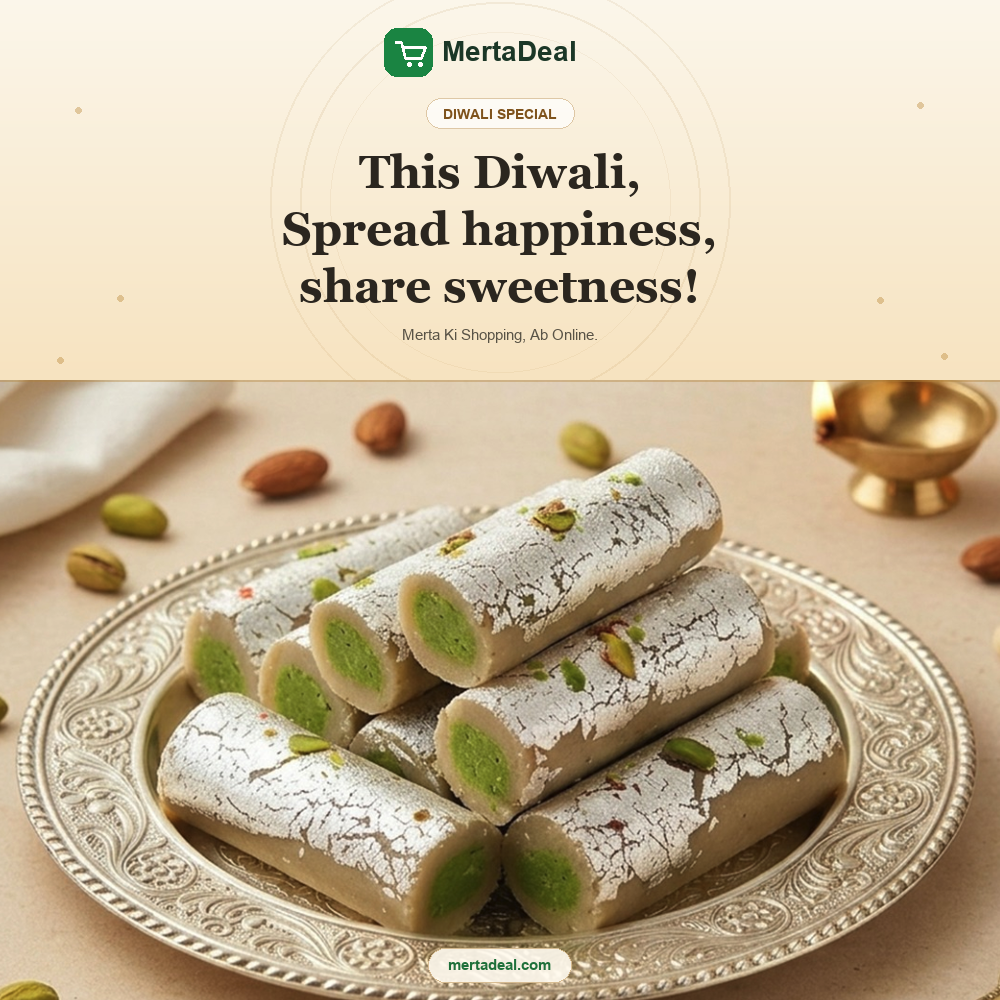 MertaDeal
DIWALI SPECIAL
This Diwali,
Spread happiness,
share sweetness!
Merta Ki Shopping, Ab Online.
mertadeal.com